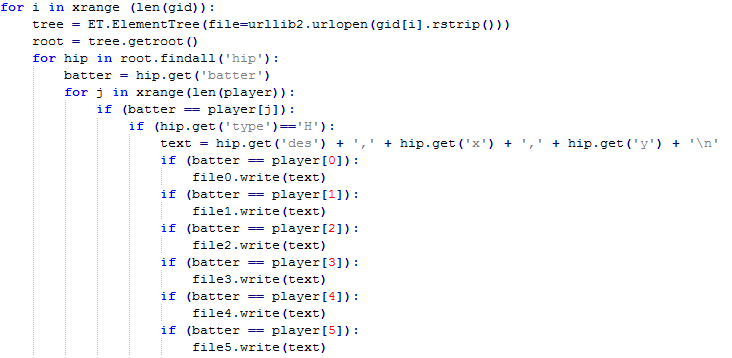 for i in xrange (len(gid)):
    tree = ET.ElementTree(file=urllib2.urlopen(gid[i].rstrip()))
    root = tree.getroot()
    for hip in root.findall('hip'):
        batter = hip.get('batter')
        for j in xrange(len(player)):
            if (batter == player[j]):
                if (hip.get('type')=='H'):
                    text = hip.get('des') + ',' + hip.get('x') + ',' + hip.get('y') + '\n'
                    if (batter == player[0]):
                        file0.write(text)
                    if (batter == player[1]):
                        file1.write(text)
                    if (batter == player[2]):
                        file2.write(text)
                    if (batter == player[3]):
                        file3.write(text)
                    if (batter == player[4]):
                        file4.write(text)
                    if (batter == player[5]):
                        file5.write(text)